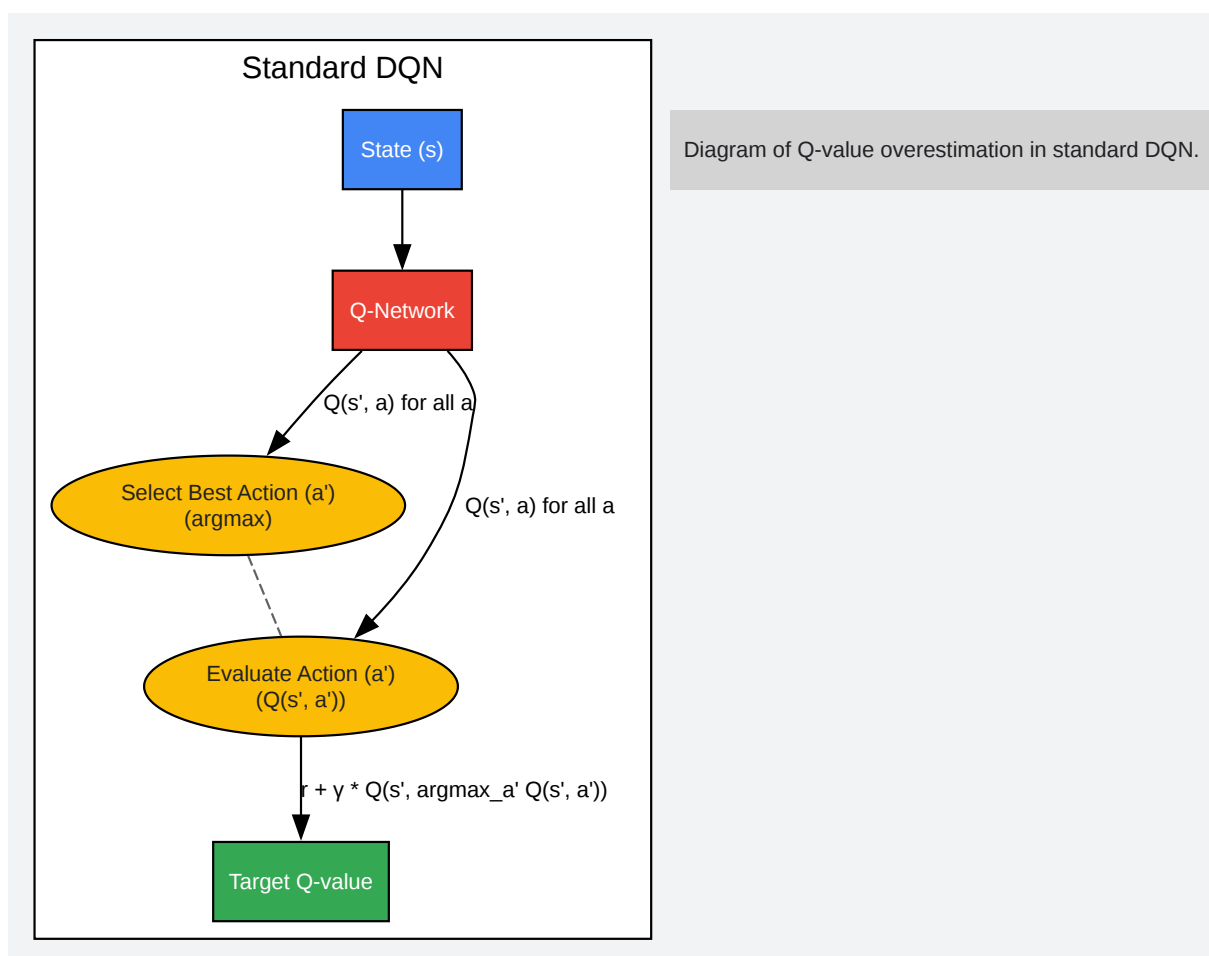 Standard DQN
State (s)
Diagram of Q-value overestimation in standard DQN.
Q-Network
Q(s', a) for all a
Select Best Action (a')
(argmax)
Q(s', a) for all a
Evaluate Action (a')
(Q(s', a'))
r + γ * Q(s', argmax_a' Q(s', a'))
Target Q-value